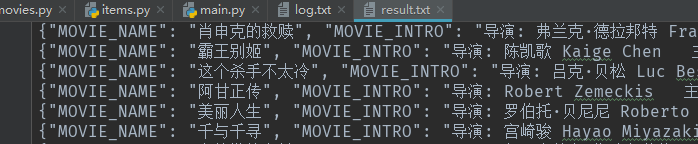 movies.py items.py main.py log.txt result.txt
{"MOVIE_NAME": "肖申克的救赎", "MOVIE_INTRO": "导演: 弗兰克·德拉邦特 Fra
{"MOVIE_NAME": "霸王别姬", "MOVIE_INTRO": "导演: 陈凯歌 Kaige Chen 主
{"MOVIE_NAME": "这个杀手不太冷", "MOVIE_INTRO": "导演: 吕克·贝松 Luc Bes
{"MOVIE_NAME": "阿甘正传", "MOVIE_INTRO": "导演: Robert Zemeckis 主
{"MOVIE_NAME": "美丽人生", "MOVIE_INTRO": "导演: 罗伯托·贝尼尼 Roberto
{"MOVIE_NAME": "千与千寻", "MOVIE_INTRO": "导演: 宫崎骏 Hayao Miyazaki